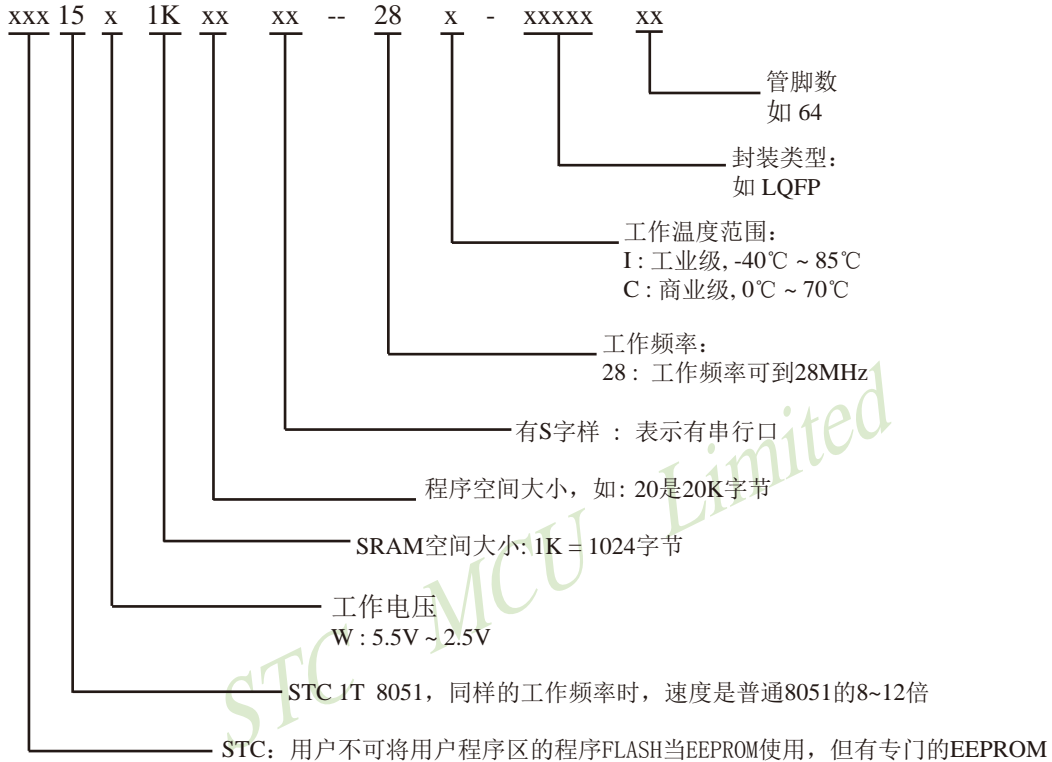 xxx 15 x 1K xx xx -- 28 x - xxxxx xx
管脚数
如 64
封装类型：
如 LQFP
工作温度范围：
I : 工业级, -40℃ ~ 85℃
C : 商业级, 0℃ ~ 70℃
工作频率：
28 : 工作频率可到28MHz
有S字样 : 表示有串行口
程序空间大小，如: 20是20K字节
SRAM空间大小: 1K = 1024字节
工作电压
W : 5.5V ~ 2.5V
STC 1T 8051，同样的工作频率时，速度是普通8051的8~12倍
STC：用户不可将用户程序区的程序FLASH当EEPROM使用，但有专门的EEPROM
STC MCU Limited